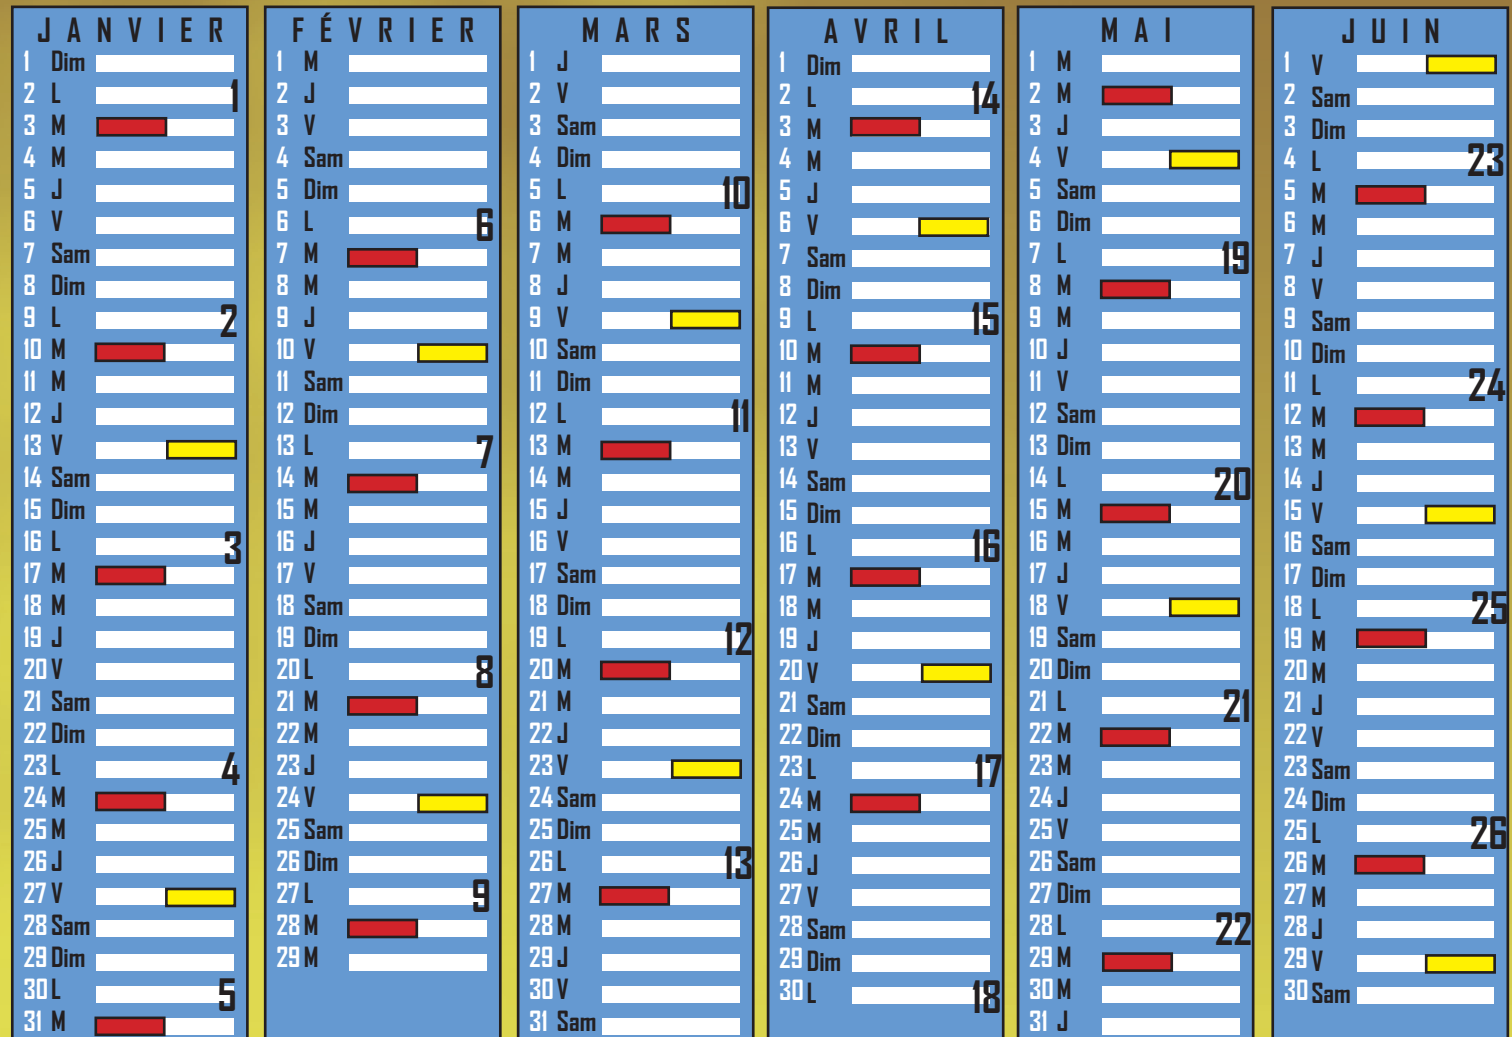 JANVIER
1 Dim
2 L 1
3 M
4 M
5 J
6 V
7 Sam
8 Dim
9 L 2
10 M
11 M
12 J
13 V
14 Sam
15 Dim
16 L 3
17 M
18 M
19 J
20 V
21 Sam
22 Dim
23 L 4
24 M
25 M
26 J
27 V
28 Sam
29 Dim
30 L 5
31 M
FÉVRIER
1 M
2 J
3 V
4 Sam
5 Dim
6 L 6
7 M
8 M
9 J
10 V
11 Sam
12 Dim
13 L 7
14 M
15 M
16 J
17 V
18 Sam
19 Dim
20 L 8
21 M
22 M
23 J
24 V
25 Sam
26 Dim
27 L 9
28 M
29 M
MARS
1 J
2 V
3 Sam
4 Dim
5 L 10
6 M
7 M
8 J
9 V
10 Sam
11 Dim
12 L 11
13 M
14 M
15 J
16 V
17 Sam
18 Dim
19 L 12
20 M
21 M
22 J
23 V
24 Sam
25 Dim
26 L 13
27 M
28 M
29 J
30 V
31 Sam
AVRIL
1 Dim
2 L 14
3 M
4 M
5 J
6 V
7 Sam
8 Dim
9 L 15
10 M
11 M
12 J
13 V
14 Sam
15 Dim
16 L 16
17 M
18 M
19 J
20 V
21 Sam
22 Dim
23 L 17
24 M
25 M
26 J
27 V
28 Sam
29 Dim
30 L 18
MAI
1 M
2 M
3 J
4 V
5 Sam
6 Dim
7 L 19
8 M
9 M
10 J
11 V
12 Sam
13 Dim
14 L 20
15 M
16 M
17 J
18 V
19 Sam
20 Dim
21 L 21
22 M
23 M
24 J
25 V
26 Sam
27 Dim
28 L 22
29 M
30 M
31 J
JUIN
1 V
2 Sam
3 Dim
4 L 23
5 M
6 M
7 J
8 V
9 Sam
10 Dim
11 L 24
12 M
13 M
14 J
15 V
16 Sam
17 Dim
18 L 25
19 M
20 M
21 J
22 V
23 Sam
24 Dim
25 L 26
26 M
27 M
28 J
29 V
30 Sam